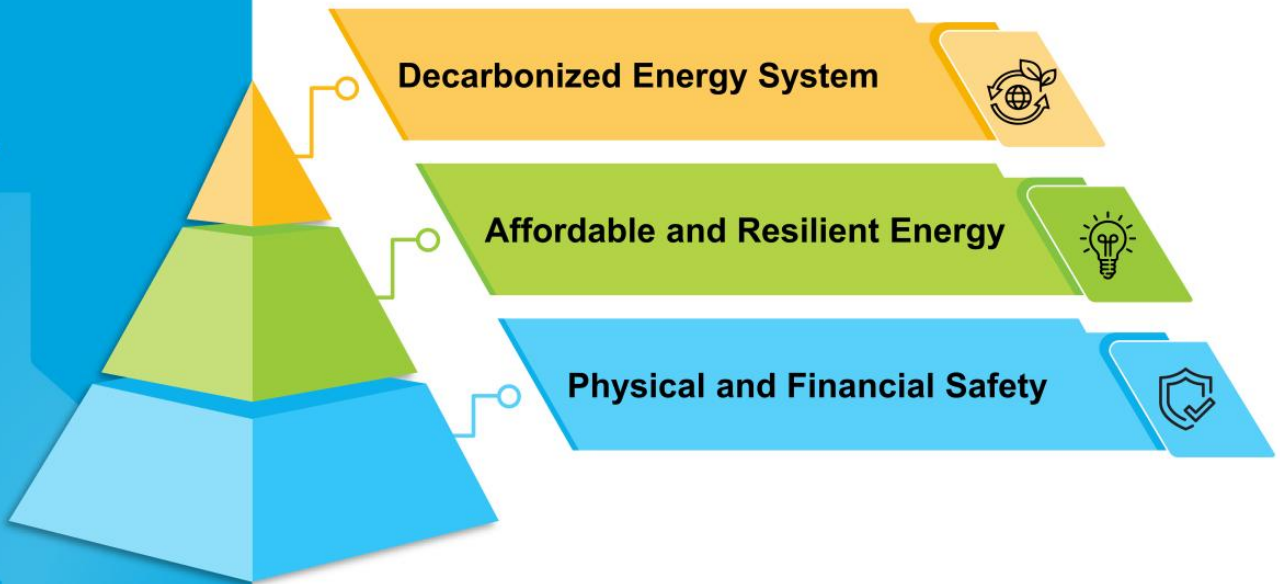 Decarbonized Energy System
Affordable and Resilient Energy
Physical and Financial Safety